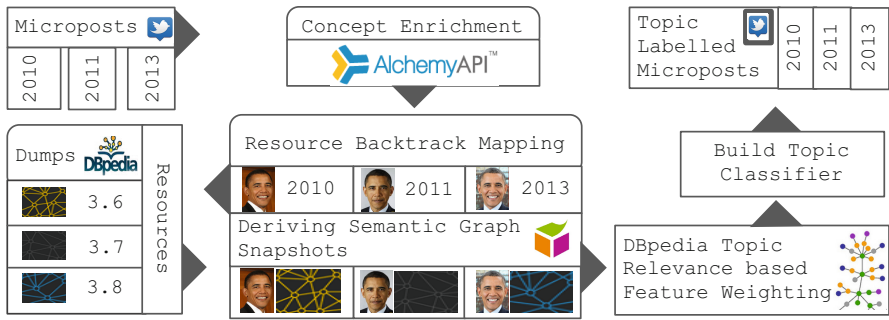 Microposts
2010
2011
2013
Concept Enrichment
AlchemyAPI™
Topic
Labelled
Microposts
2010
2011
2013
Dumps
DBpedia
3.6
3.7
3.8
Resources
Resource Backtrack Mapping
2010
2011
2013
Deriving Semantic Graph
Snapshots
Build Topic
Classifier
DBpedia Topic
Relevance based
Feature Weighting